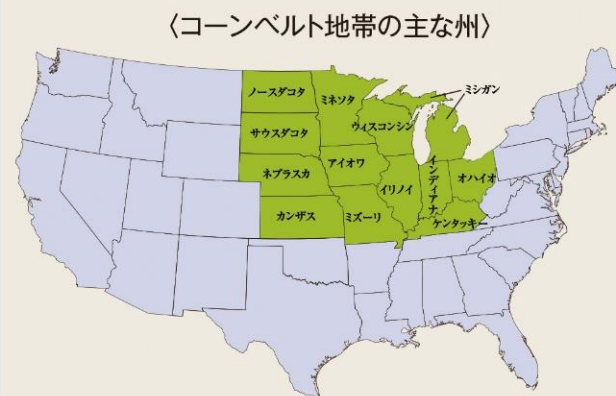 〈コーンベルト地帯の主な州〉
ノースダコタ
ミネソタ
ミシガン
サウスダコタ
ウィスコンシン
ネブラスカ
アイオワ
イリノイ
インディアナ
オハイオ
カンザス
ミズーリ
ケンタッキー